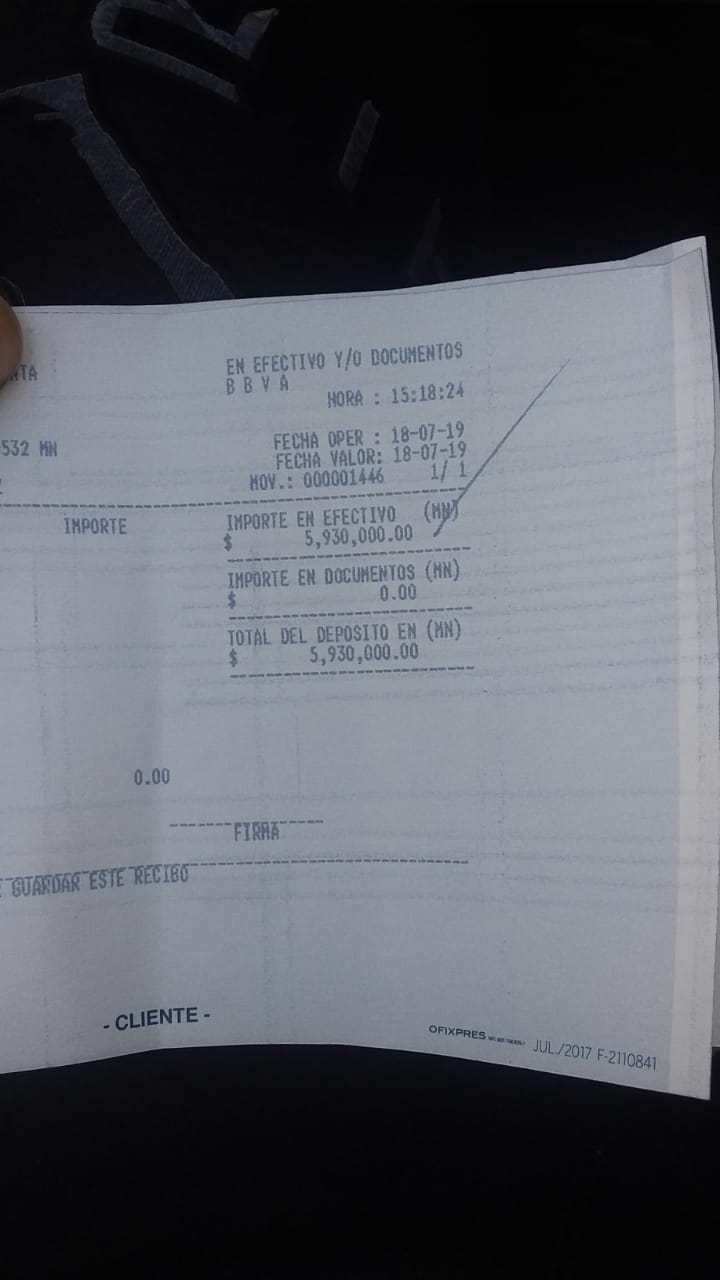 NTA
EN EFECTIVO Y/O DOCUMENTOS
B B V A
HORA : 15:18:24
532 MN
FECHA OPER : 18-07-19
FECHA VALOR: 18-07-19
MOV.: 000001446 1/ 1
IMPORTE
IMPORTE EN EFECTIVO (MN)
$ 5,930,000.00
IMPORTE EN DOCUMENTOS (MN)
$ 0.00
TOTAL DEL DEPOSITO EN (MN)
$ 5,930,000.00
0.00
FIRMA
GUARDAR ESTE RECIBO
- CLIENTE -
OFIXPRES JUL./2017 F-2110841